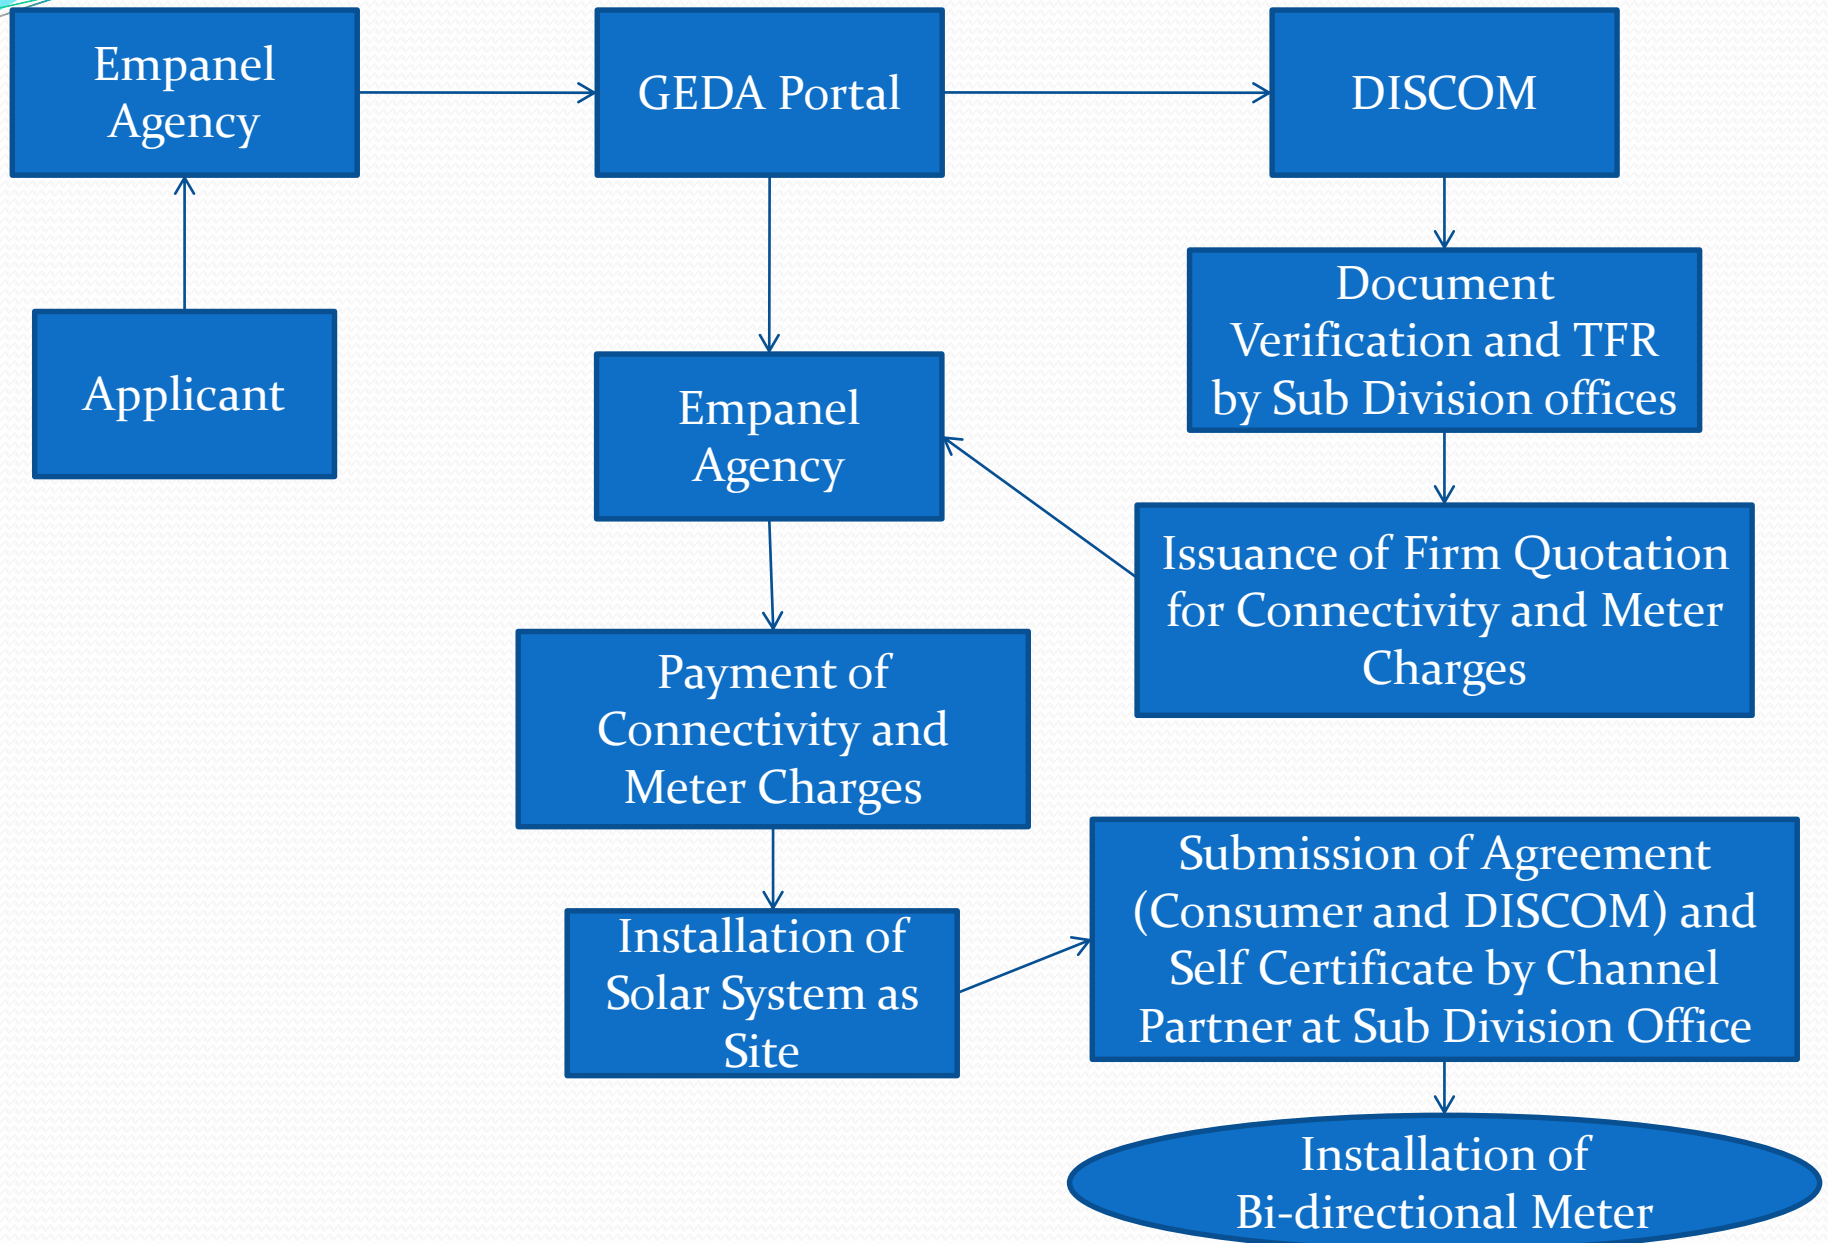 Empanel
Agency
GEDA Portal
DISCOM
Applicant
Empanel
Agency
Document
Verification and TFR
by Sub Division offices
Issuance of Firm Quotation
for Connectivity and Meter
Charges
Payment of
Connectivity and
Meter Charges
Installation of
Solar System as
Site
Submission of Agreement
(Consumer and DISCOM) and
Self Certificate by Channel
Partner at Sub Division Office
Installation of
Bi-directional Meter